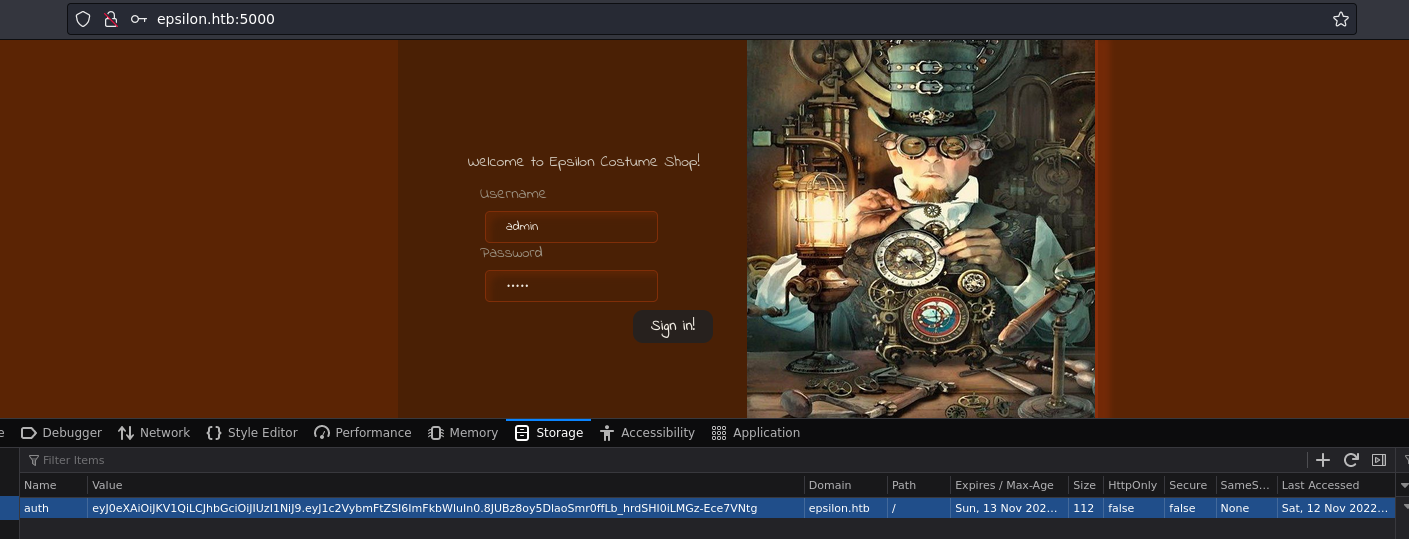 epsilon.htb:5000
Welcome to Epsilon Costume Shop!
Username
admin
Password
•••••
Sign in!
Debugger Network Style Editor Performance Memory Storage Accessibility Application
Filter Items
Name Value Domain Path Expires / Max-Age Size HttpOnly Secure SameS... Last Accessed
auth eyJ0eXAiOiJKV1QiLCJhbGciOiJIUzI1NiJ9.eyJ1c2VybmFtZSI6ImFkbWluIn0.8JUBz8oy5DlaoSmr0ffLb_hrdSHl0iLMGz-Ece7VNtg epsilon.htb / Sun, 13 Nov 202... 112 false false None Sat, 12 Nov 2022...